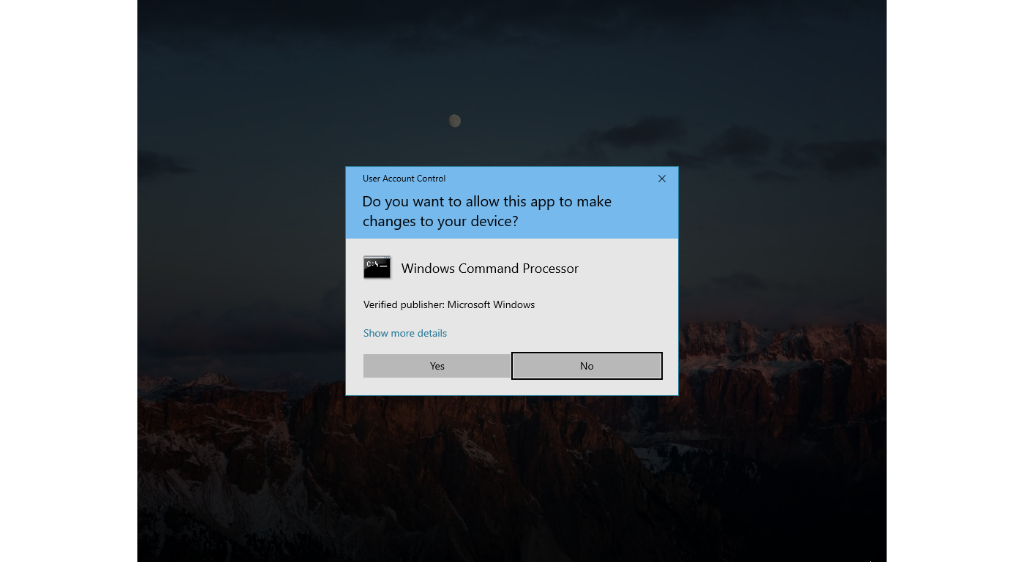 User Account Control
Do you want to allow this app to make
changes to your device?
C:\
Windows Command Processor
Verified publisher: Microsoft Windows
Show more details
Yes
No